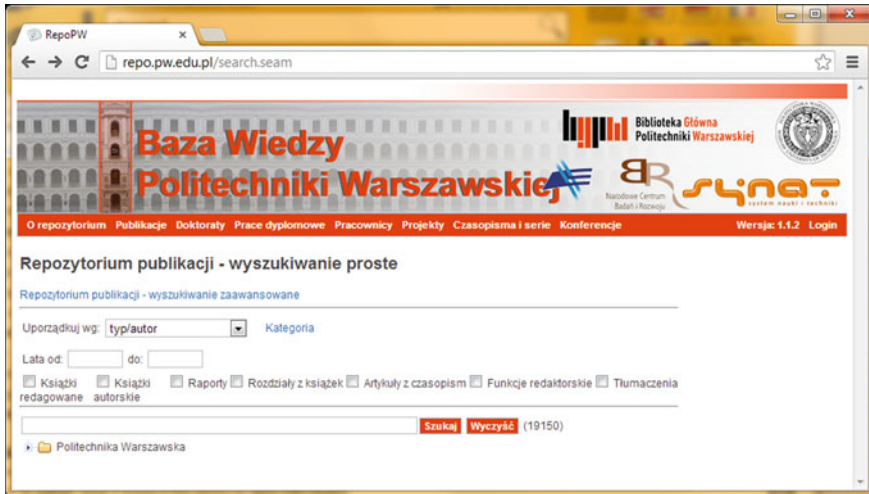 RepoPW
repo.pw.edu.pl/search.seam
Baza Wiedzy
Politechniki Warszawskiej
Biblioteka Główna
Politechniki Warszawskiej
Narodowe Centrum
Badań i Rozwoju
synat
system nauki i techniki
O repozytorium Publikacje Doktoraty Prace dyplomowe Pracownicy Projekty Czasopisma i serie Konferencje Wersja: 1.1.2 Login
Repozytorium publikacji - wyszukiwanie proste
Repozytorium publikacji - wyszukiwanie zaawansowane
Uporządkuj wg: typ/autor Kategoria
Lata od: do:
Książki redagowane Książki autorskie Raporty Rozdziały z książek Artykuły z czasopism Funkcje redaktorskie Tłumaczenia
Szukaj Wyczyść (19150)
Politechnika Warszawska